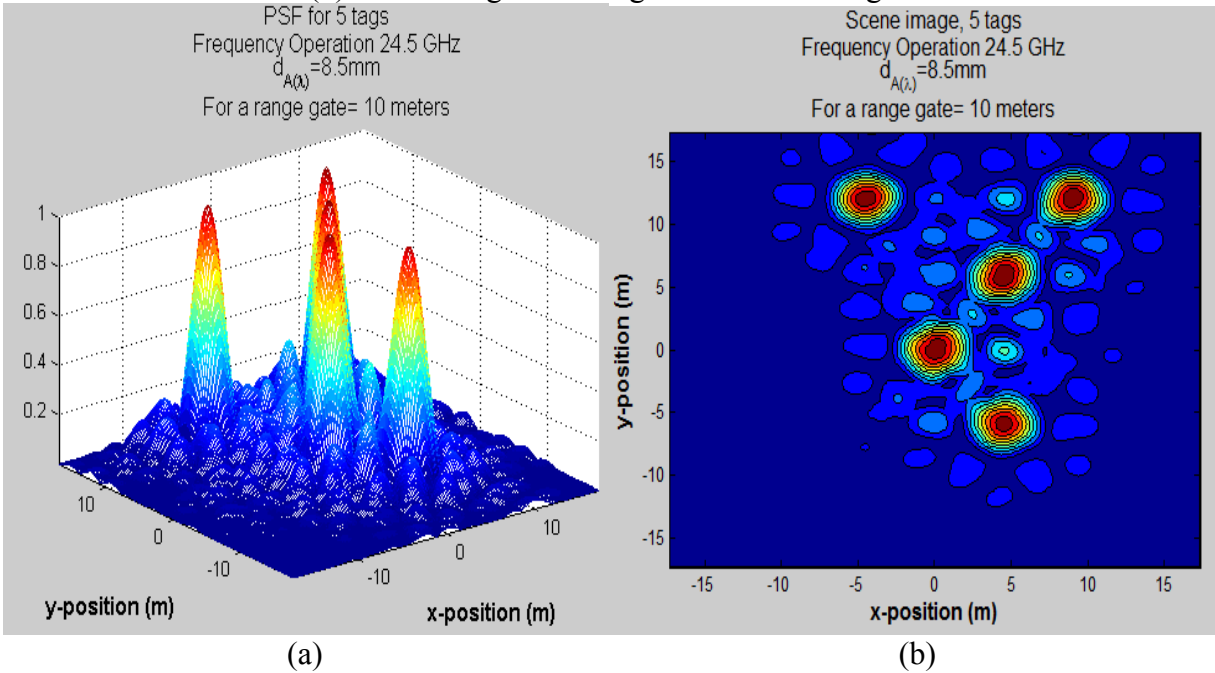 PSF for 5 tags
Frequency Operation 24.5 GHz
d_A(λ)=8.5mm
For a range gate= 10 meters
1
0.8
0.6
0.4
0.2
10
0
-10
y-position (m)
-10
0
10
x-position (m)
(a)
Scene image, 5 tags
Frequency Operation 24.5 GHz
d_A(λ)=8.5mm
For a range gate= 10 meters
15
10
5
0
-5
-10
-15
y-position (m)
-15 -10 -5 0 5 10 15
x-position (m)
(b)